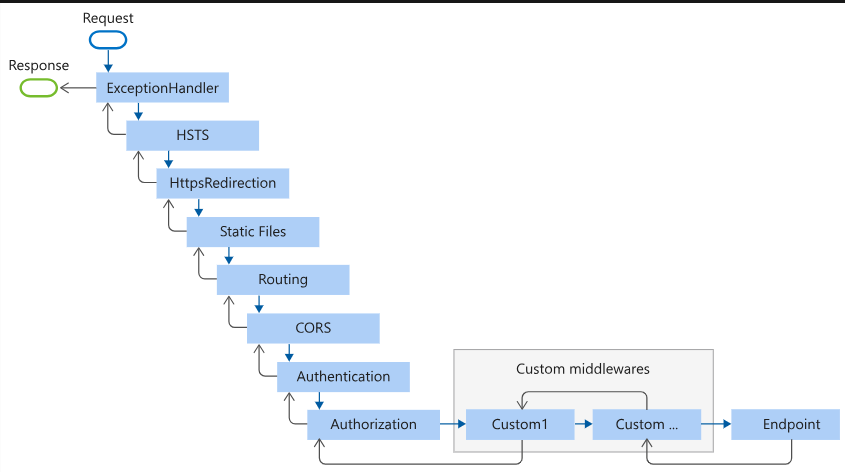 Request
Response
ExceptionHandler
HSTS
HttpsRedirection
Static Files
Routing
CORS
Authentication
Custom middlewares
Authorization
Custom1
Custom ...
Endpoint